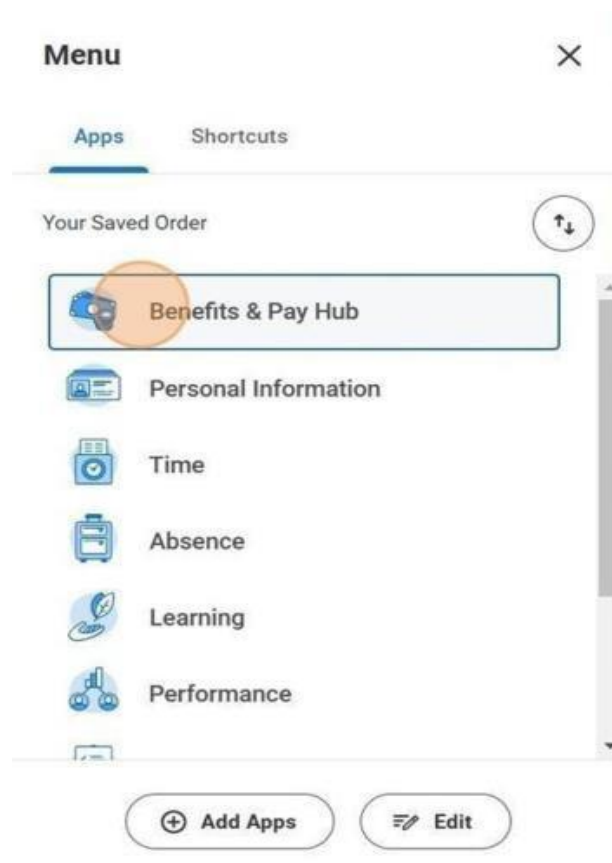 Menu
Apps Shortcuts
Your Saved Order
Benefits & Pay Hub
Personal Information
Time
Absence
Learning
Performance
Add Apps Edit